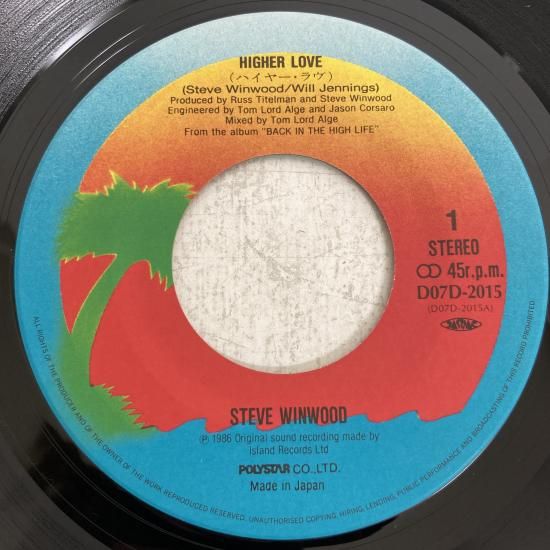 HIGHER LOVE
(ハイヤー・ラヴ)
(Steve Winwood/Will Jennings)
Produced by Russ Titelman and Steve Winwood
Engineered by Tom Lord Alge and Jason Corsaro
Mixed by Tom Lord Alge
From the album "BACK IN THE HIGH LIFE"
1
STEREO
45r.p.m.
D07D-2015
(D07D-2015A)
STEVE WINWOOD
Ⓟ 1986 Original sound recording made by
Island Records Ltd
POLYSTAR CO.,LTD.
Made in Japan
ALL RIGHTS OF THE PRODUCER AND OF THE OWNER OF THE WORK REPRODUCED RESERVED. UNAUTHORISED COPYING, HIRING, LENDING, PUBLIC PERFORMANCE AND BROADCASTING OF THIS RECORD PROHIBITED.